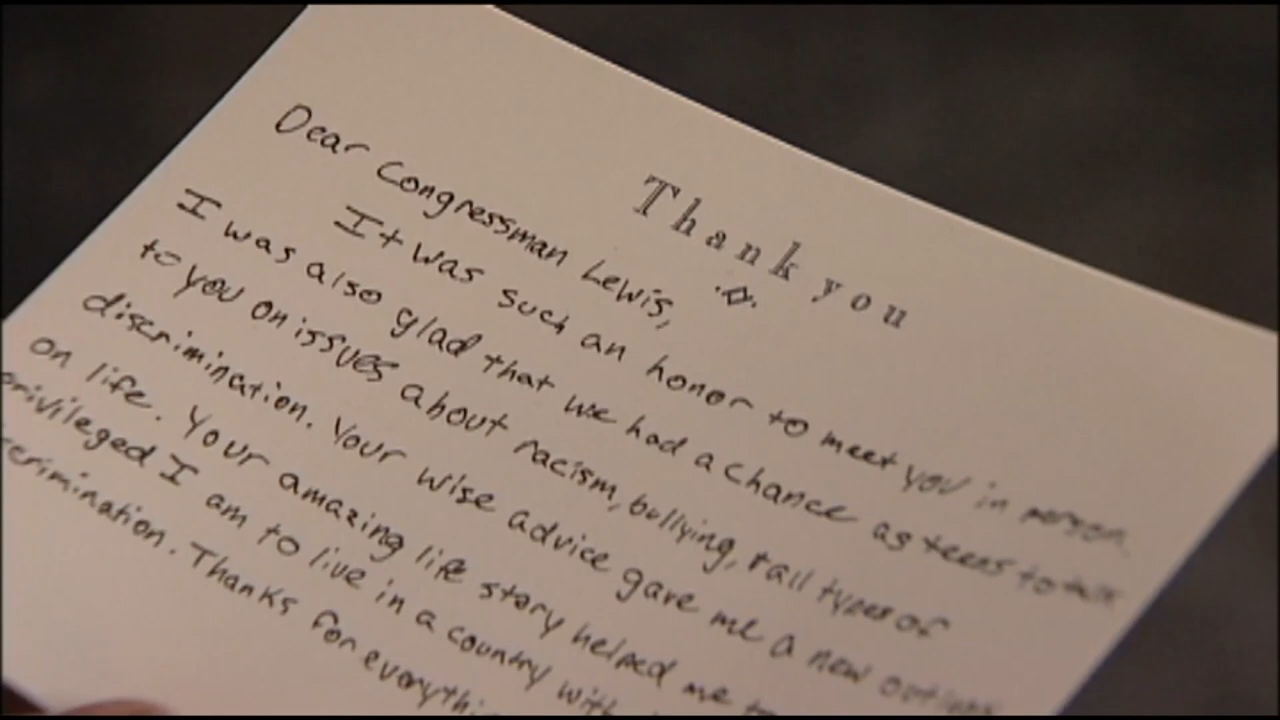 Thank you
Dear Congressman Lewis,
It was such an honor to meet you in person.
I was also glad that we had a chance as teens to talk
to you on issues about racism, bullying, + all types of
discrimination. Your wise advice gave me a new outlook
on life. Your amazing life story helped me to
privileged I am to live in a country with
Thanks for everythin